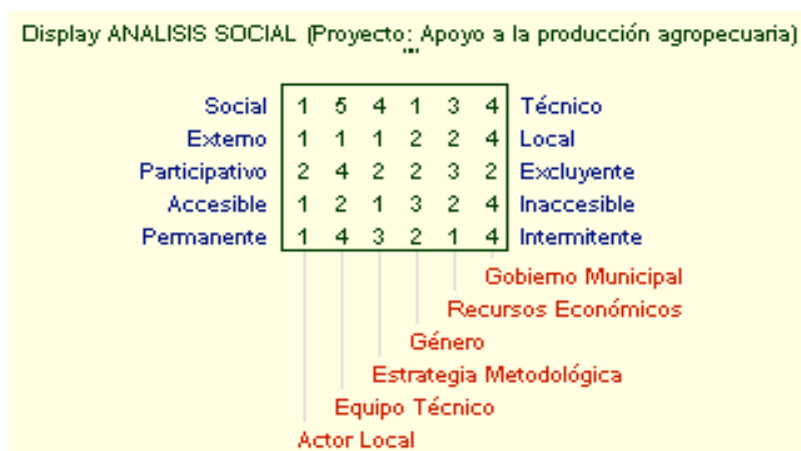 Display ANALISIS SOCIAL (Proyecto: Apoyo a la producción agropecuaria)
""
Social 1 5 4 1 3 4 Técnico
Externo 1 1 1 2 2 4 Local
Participativo 2 4 2 2 3 2 Excluyente
Accesible 1 2 1 3 2 4 Inaccesible
Permanente 1 4 3 2 1 4 Intermitente
Gobierno Municipal
Recursos Económicos
Género
Estrategia Metodológica
Equipo Técnico
Actor Local